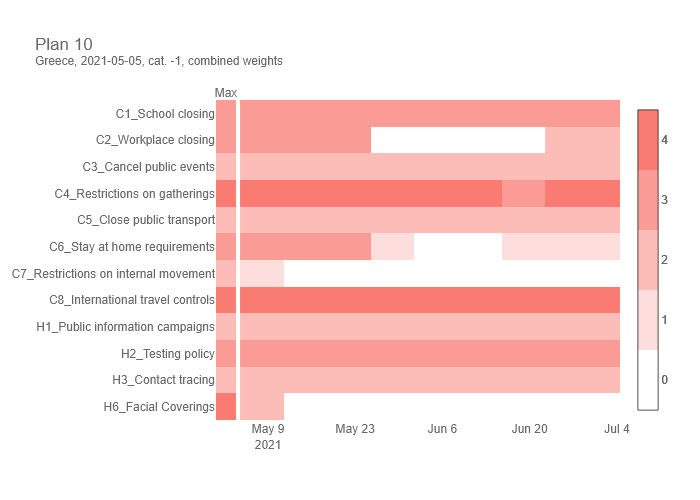 Plan 10
Greece, 2021-05-05, cat. -1, combined weights
Max
C1_School closing
C2_Workplace closing
C3_Cancel public events
C4_Restrictions on gatherings
C5_Close public transport
C6_Stay at home requirements
C7_Restrictions on internal movement
C8_International travel controls
H1_Public information campaigns
H2_Testing policy
H3_Contact tracing
H6_Facial Coverings
4
3
2
1
0
May 9 May 23 Jun 6 Jun 20 Jul 4
2021